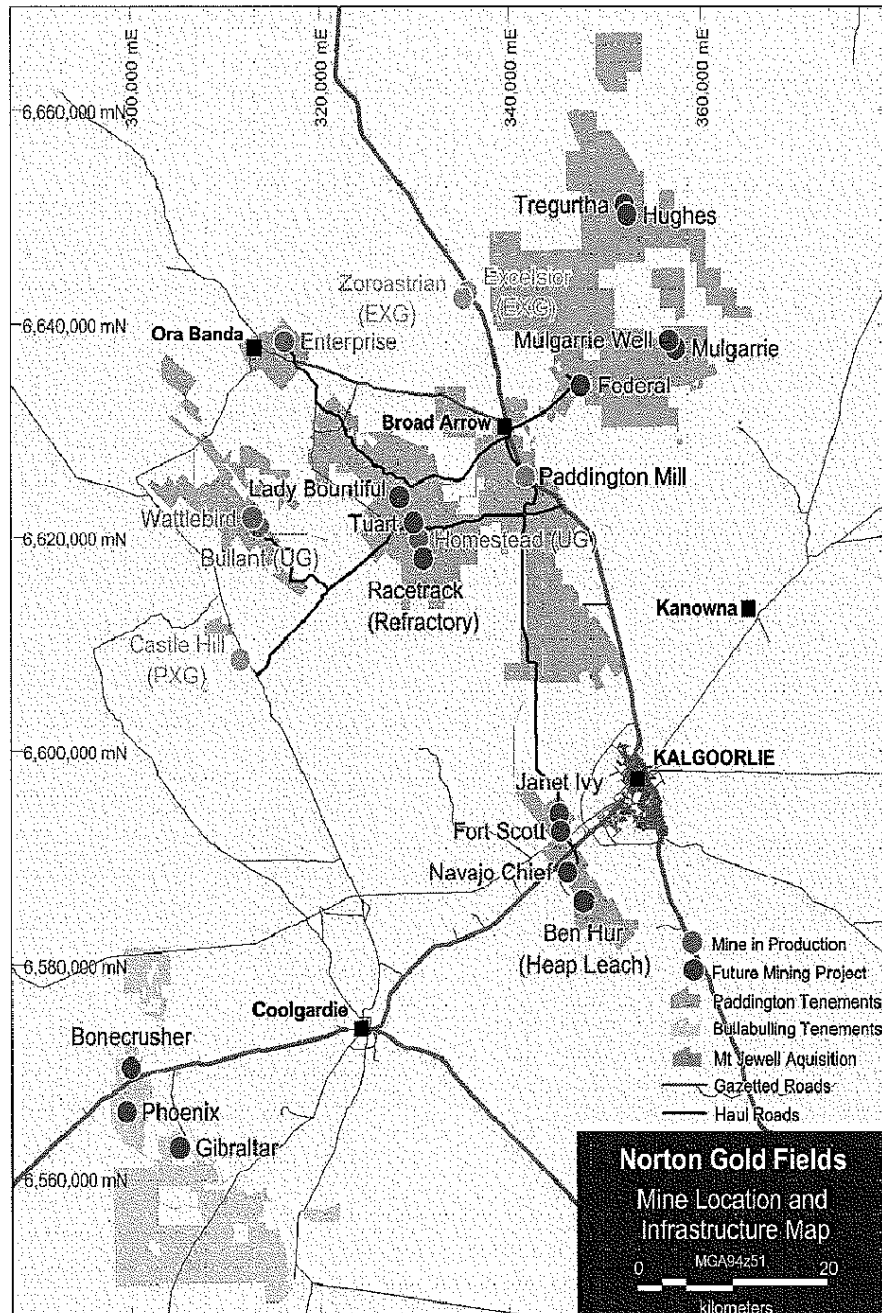 300,000 mE
320,000 mE
340,000 mE
360,000 mE
6,660,000 mN
Tregurtha
Hughes
Zoroastrian
(EXG)
Excelsior
(EXG)
6,640,000 mN
Ora Banda
Enterprise
Mulgarrie Well
Mulgarrie
Federal
Broad Arrow
Lady Bountiful
Paddington Mill
Wattlebird
Tuart
6,620,000 mN
Homestead (UG)
Bullant (UG)
Racetrack
(Refractory)
Kanowna
Castle Hill
(PXG)
6,600,000 mN
KALGOORLIE
Janet Ivy
Fort Scott
Navajo Chief
Ben Hur
(Heap Leach)
6,580,000 mN
Coolgardie
Bonecrusher
Phoenix
Gibraltar
6,560,000 mN
Mine in Production
Future Mining Project
Paddington Tenements
Bullabulling Tenements
Mt Jewell Aquisition
Gazetted Roads
Haul Roads
Norton Gold Fields
Mine Location and
Infrastructure Map
MGA94z51
0 20
kilometers